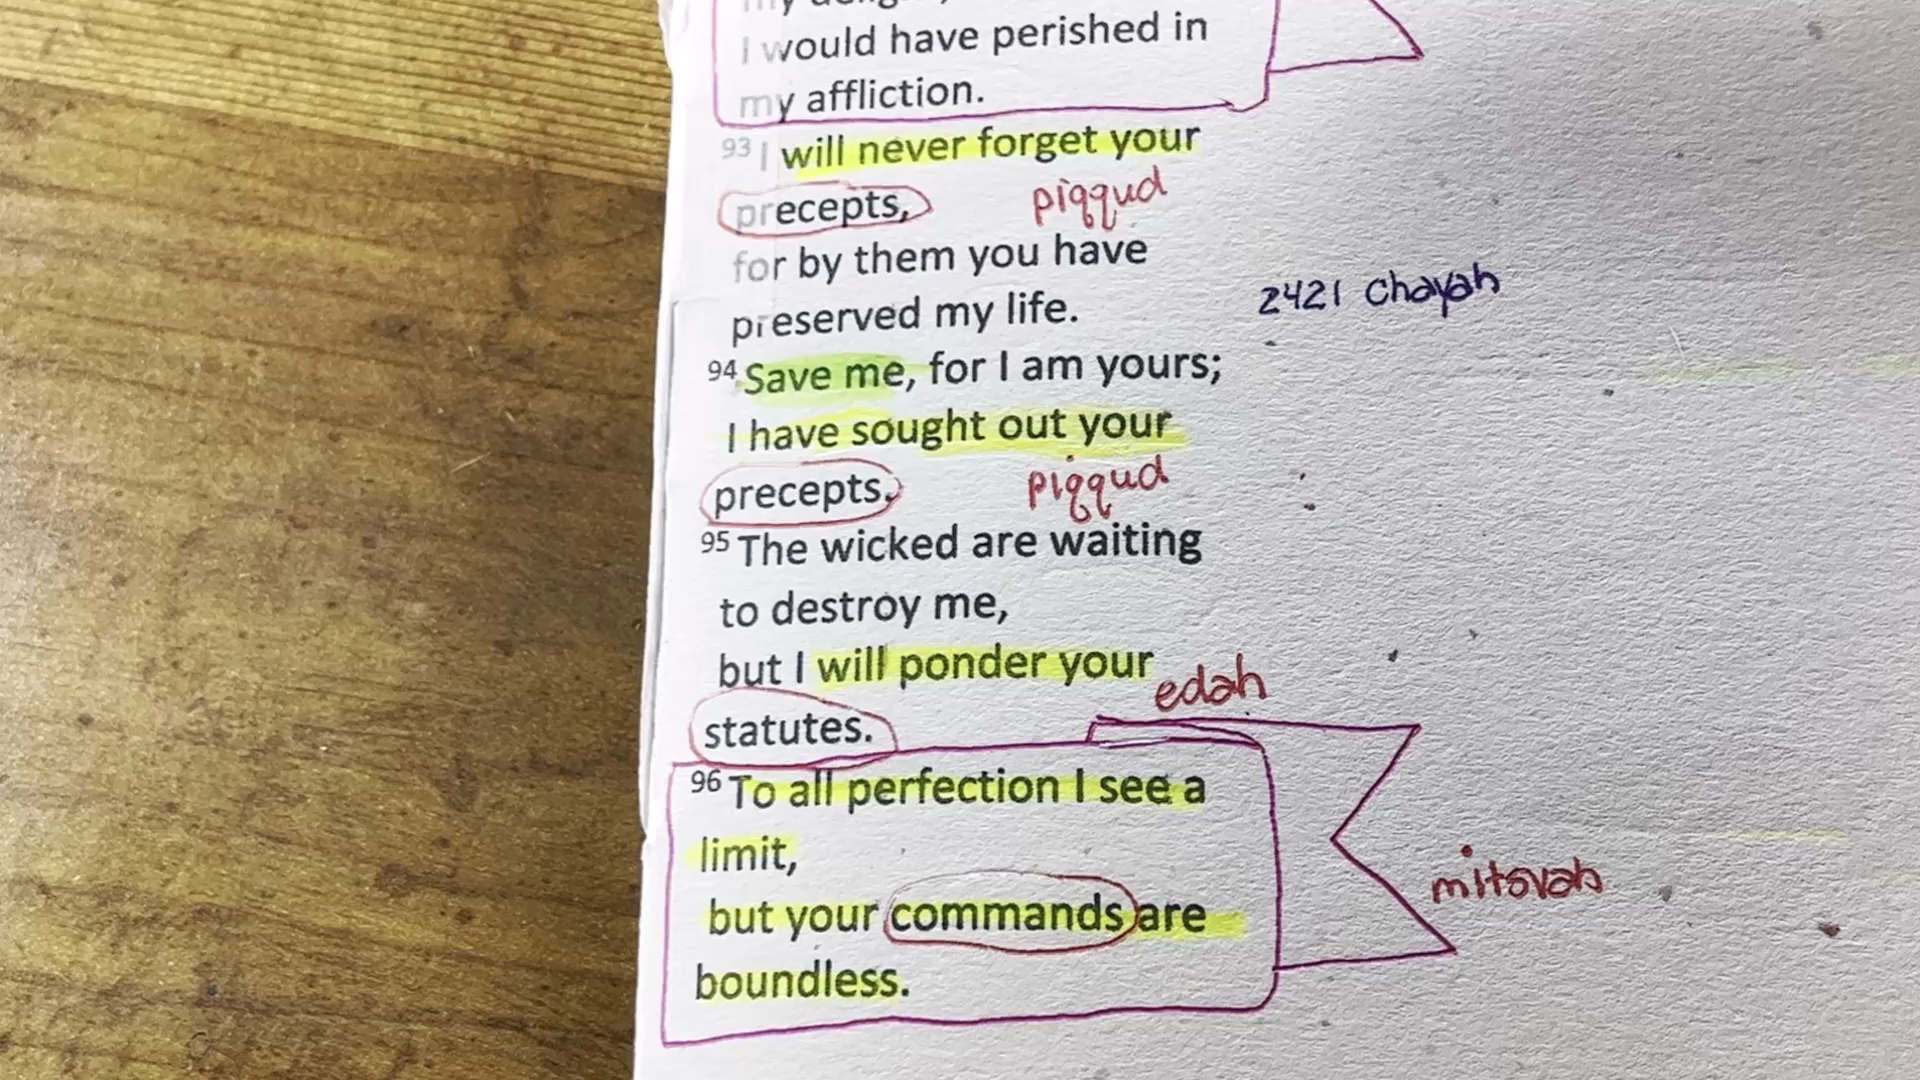 I would have perished in
my affliction.
93 I will never forget your
precepts, piqqud
for by them you have
preserved my life. 2421 Chayah
94 Save me, for I am yours;
I have sought out your
precepts. piqqud
95 The wicked are waiting
to destroy me,
but I will ponder your edah
statutes.
96 To all perfection I see a
limit,
but your commands are mitsvah
boundless.